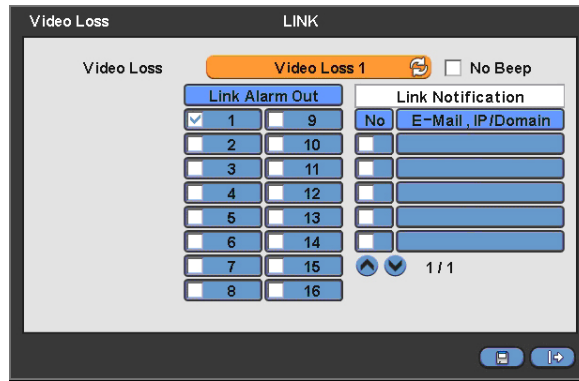 Video Loss LINK
Video Loss Video Loss 1 No Beep
Link Alarm Out Link Notification
1 9 No E-Mail , IP/Domain
2 10
3 11
4 12
5 13
6 14
7 15 1 / 1
8 16